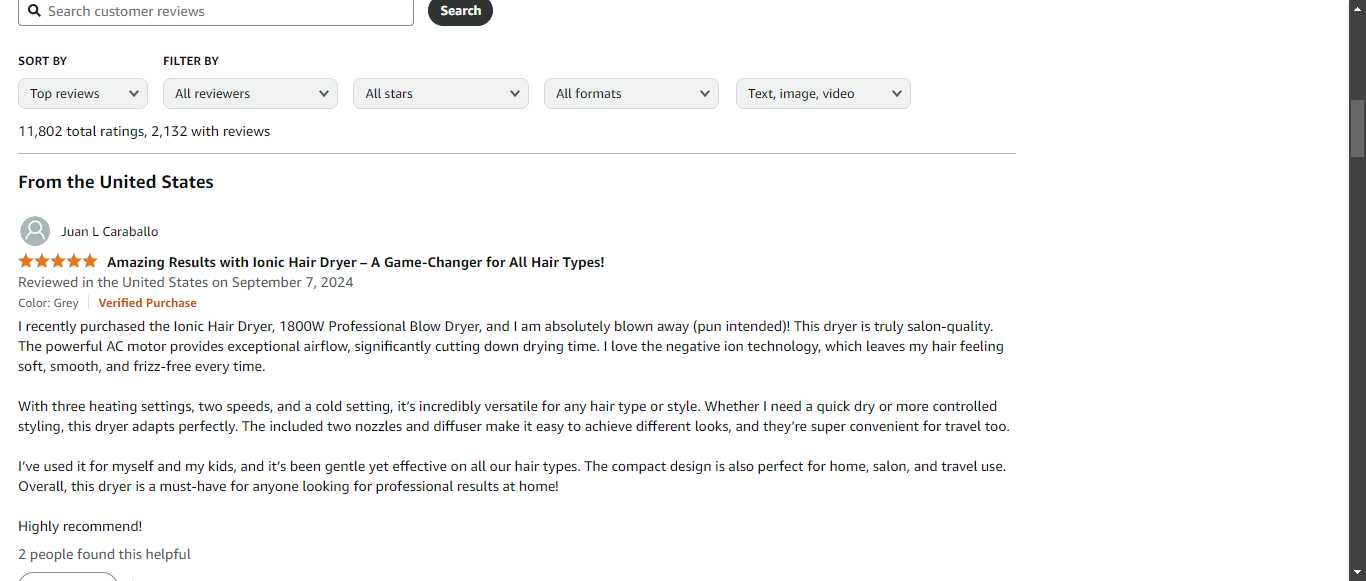 Search customer reviews
Search
SORT BY
FILTER BY
Top reviews
All reviewers
All stars
All formats
Text, image, video
11,802 total ratings, 2,132 with reviews
From the United States
Juan L Caraballo
Amazing Results with Ionic Hair Dryer – A Game-Changer for All Hair Types!
Reviewed in the United States on September 7, 2024
Color: Grey Verified Purchase
I recently purchased the Ionic Hair Dryer, 1800W Professional Blow Dryer, and I am absolutely blown away (pun intended)! This dryer is truly salon-quality.
The powerful AC motor provides exceptional airflow, significantly cutting down drying time. I love the negative ion technology, which leaves my hair feeling
soft, smooth, and frizz-free every time.
With three heating settings, two speeds, and a cold setting, it’s incredibly versatile for any hair type or style. Whether I need a quick dry or more controlled
styling, this dryer adapts perfectly. The included two nozzles and diffuser make it easy to achieve different looks, and they’re super convenient for travel too.
I’ve used it for myself and my kids, and it’s been gentle yet effective on all our hair types. The compact design is also perfect for home, salon, and travel use.
Overall, this dryer is a must-have for anyone looking for professional results at home!
Highly recommend!
2 people found this helpful